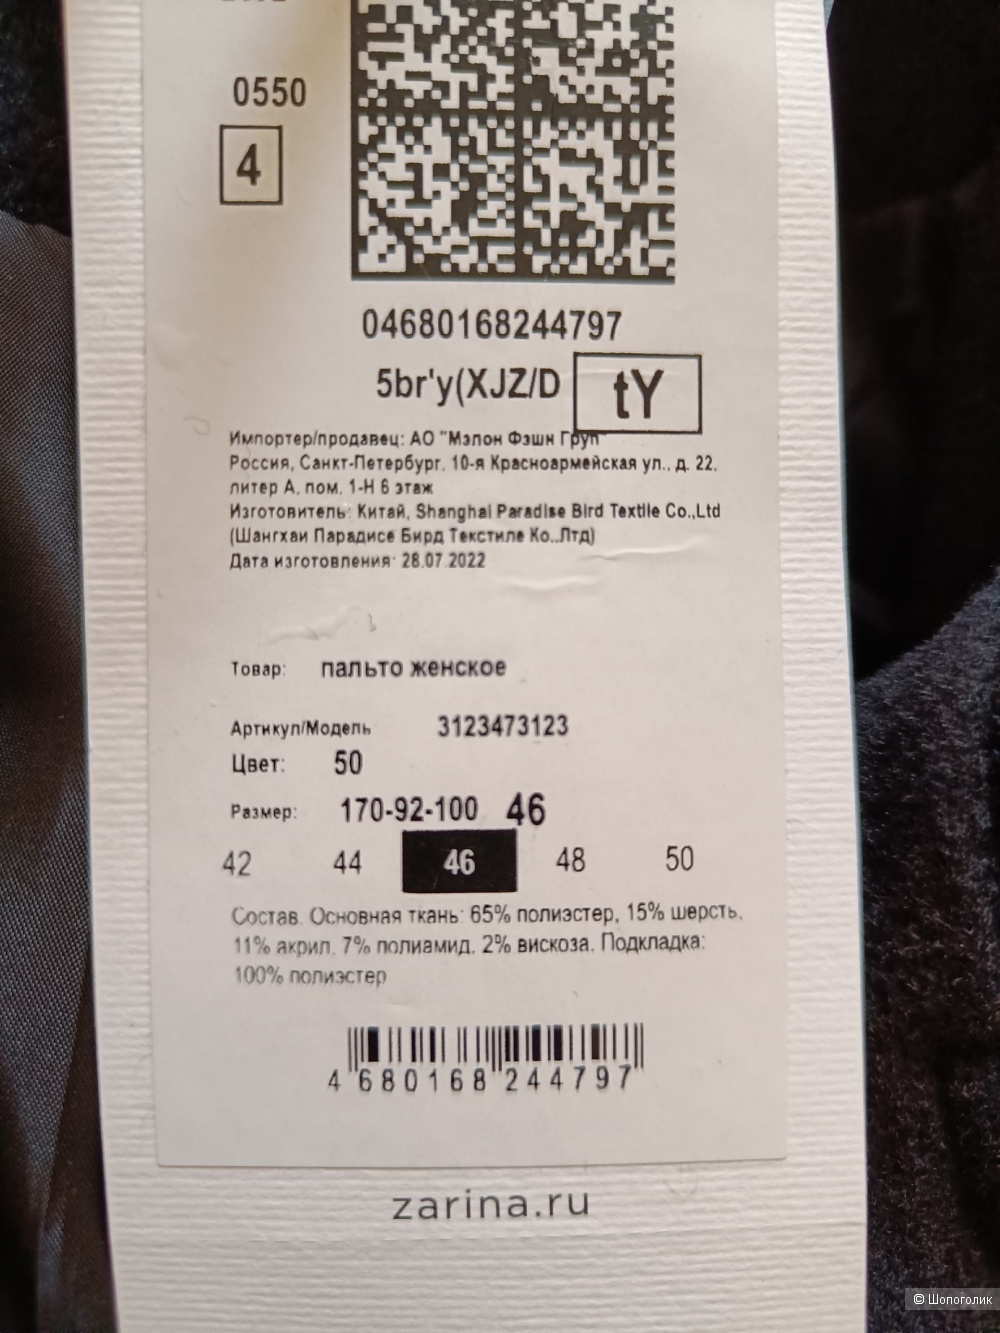 0550
4
04680168244797
5br'y(XJZ/D
tY
Импортер/продавец: АО "Мэлон Фэшн Груп"
Россия, Санкт-Петербург, 10-я Красноармейская ул., д. 22,
литер А, пом. 1-Н 6 этаж
Изготовитель: Китай, Shanghai Paradise Bird Textile Co.,Ltd
(Шангхаи Парадисе Бирд Текстиле Ко.,Лтд)
Дата изготовления: 28.07.2022
Товар: пальто женское
Артикул/Модель 3123473123
Цвет: 50
Размер: 170-92-100 46
42 44 46 48 50
Состав. Основная ткань: 65% полиэстер, 15% шерсть,
11% акрил, 7% полиамид, 2% вискоза. Подкладка:
100% полиэстер
4 680168 244797
zarina.ru
© Шопоголик